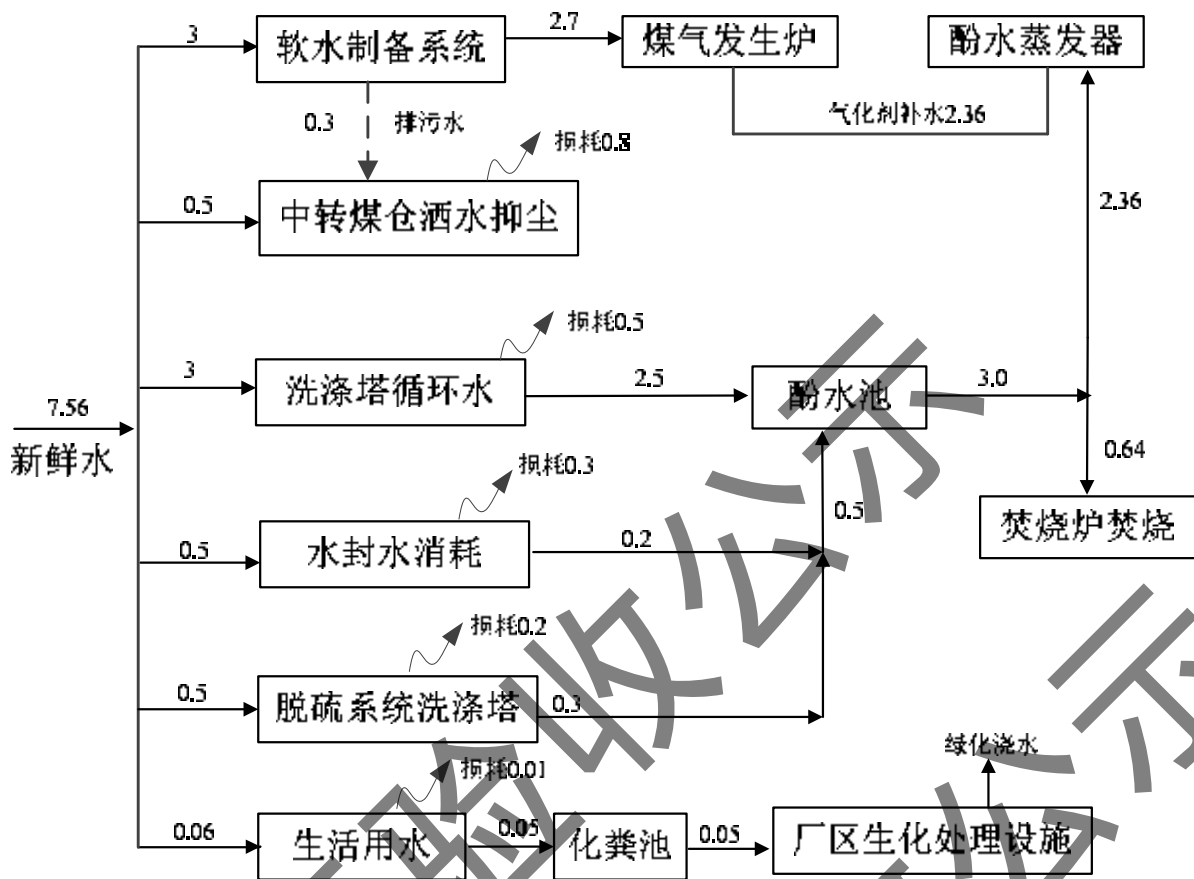 3
软水制备系统
2.7
煤气发生炉
酚水蒸发器
0.3
排污水
气化剂补水2.36
损耗0.8
0.5
中转煤仓洒水抑尘
2.36
损耗0.5
3
洗涤塔循环水
2.5
酚水池
3.0
7.56
新鲜水
损耗0.3
0.64
0.5
水封水消耗
0.2
0.5
焚烧炉焚烧
损耗0.2
0.5
脱硫系统洗涤塔
0.3
绿化浇水
损耗0.01
0.06
生活用水
0.05
化粪池
0.05
厂区生化处理设施
验收公示
公示